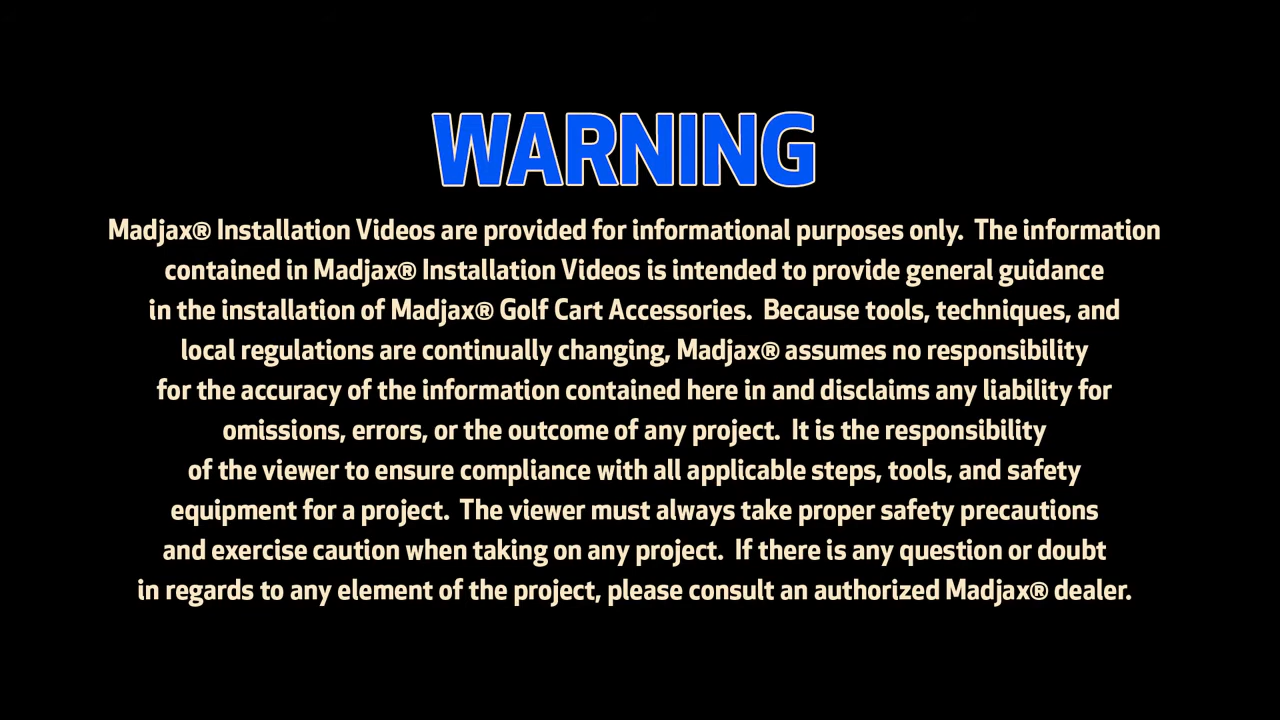 WARNING
Madjax® Installation Videos are provided for informational purposes only. The information
contained in Madjax® Installation Videos is intended to provide general guidance
in the installation of Madjax® Golf Cart Accessories. Because tools, techniques, and
local regulations are continually changing, Madjax® assumes no responsibility
for the accuracy of the information contained here in and disclaims any liability for
omissions, errors, or the outcome of any project. It is the responsibility
of the viewer to ensure compliance with all applicable steps, tools, and safety
equipment for a project. The viewer must always take proper safety precautions
and exercise caution when taking on any project. If there is any question or doubt
in regards to any element of the project, please consult an authorized Madjax® dealer.